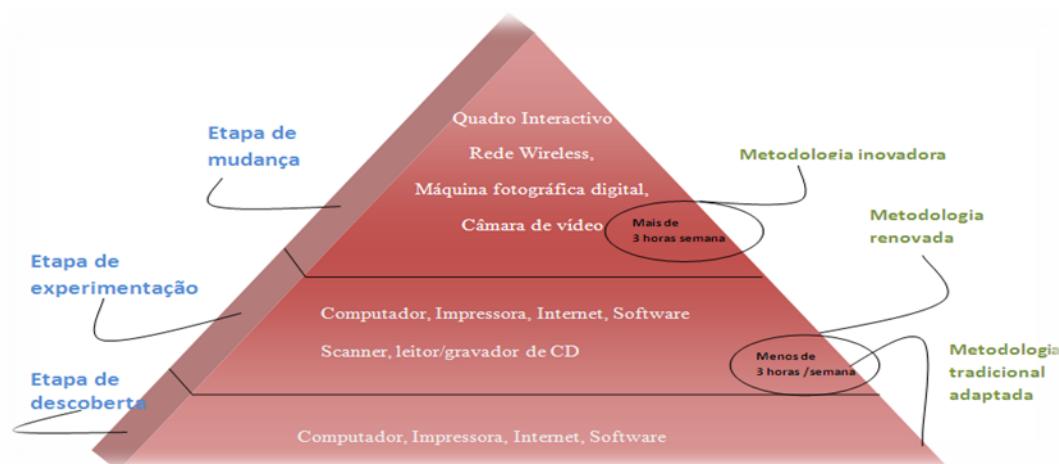 Quadro Interactivo
Etapa de
mudança
Rede Wireless,
Metodologia inovadora
Máquina fotográfica digital,
Câmara de vídeo
Mais de
3 horas semana
Metodologia
renovada
Etapa de
experimentação
Computador, Impressora, Internet, Software
Scanner, leitor/gravador de CD
Menos de
3 horas /semana
Metodologia
tradicional
adaptada
Etapa de
descoberta
Computador, Impressora, Internet, Software